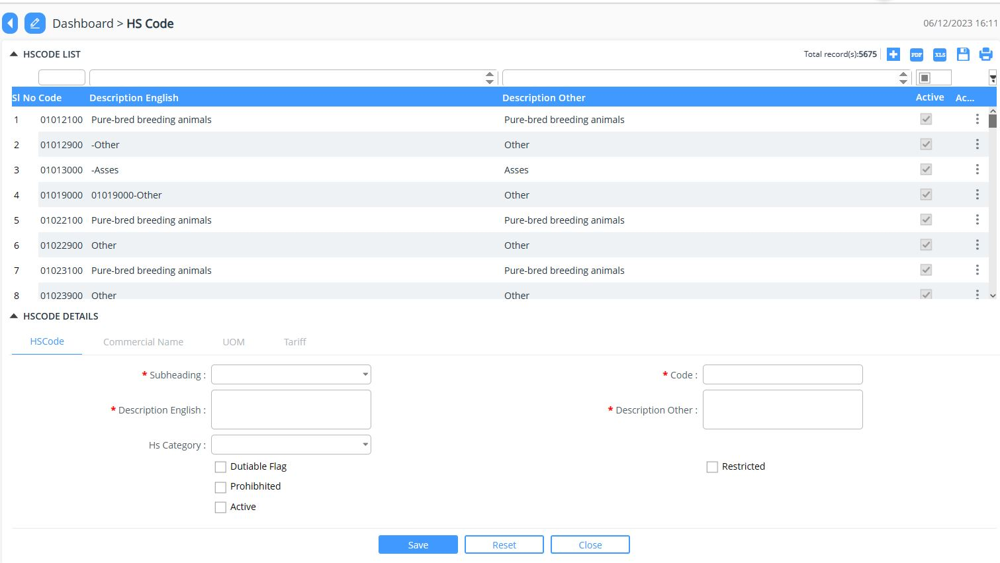 Dashboard > HS Code 06/12/2023 16:11
HSCODE LIST Total record(s):5675 PDF XLS
Sl No Code Description English Description Other Active Ac...
1 01012100 Pure-bred breeding animals Pure-bred breeding animals
2 01012900 -Other Other
3 01013000 -Asses Asses
4 01019000 01019000-Other Other
5 01022100 Pure-bred breeding animals Pure-bred breeding animals
6 01022900 Other Other
7 01023100 Pure-bred breeding animals Pure-bred breeding animals
8 01023900 Other Other
HSCODE DETAILS
HSCode Commercial Name UOM Tariff
* Subheading : * Code :
* Description English : * Description Other :
Hs Category :
Dutiable Flag Restricted
Prohibhited
Active
Save Reset Close